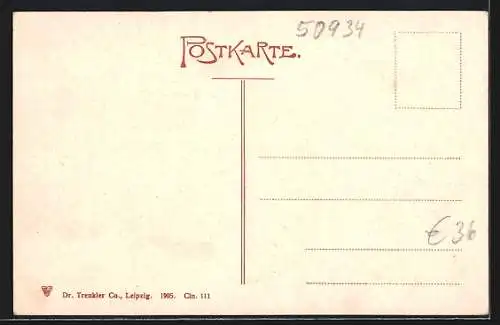 50934
POSTKARTE.
€ 36
Dr. Trenkler Co., Leipzig. 1905. Cin. 111